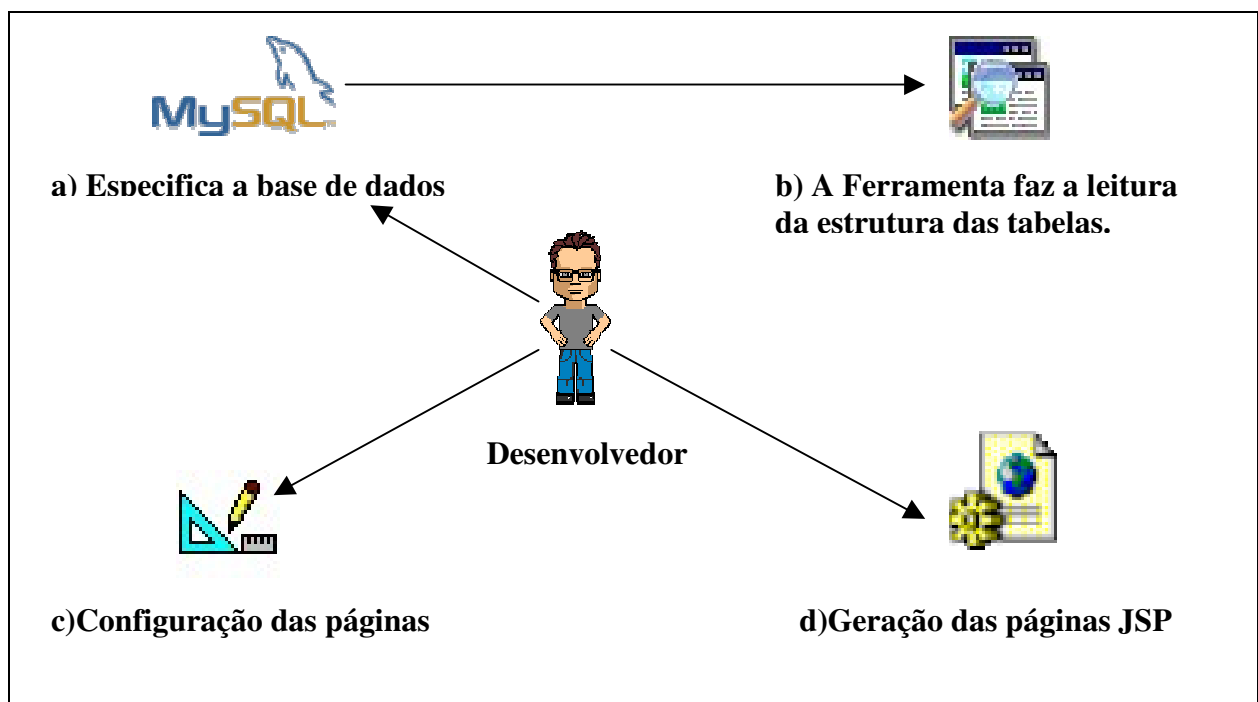 MySQL
a) Especifica a base de dados
b) A Ferramenta faz a leitura
da estrutura das tabelas.
Desenvolvedor
c)Configuração das páginas
d)Geração das páginas JSP